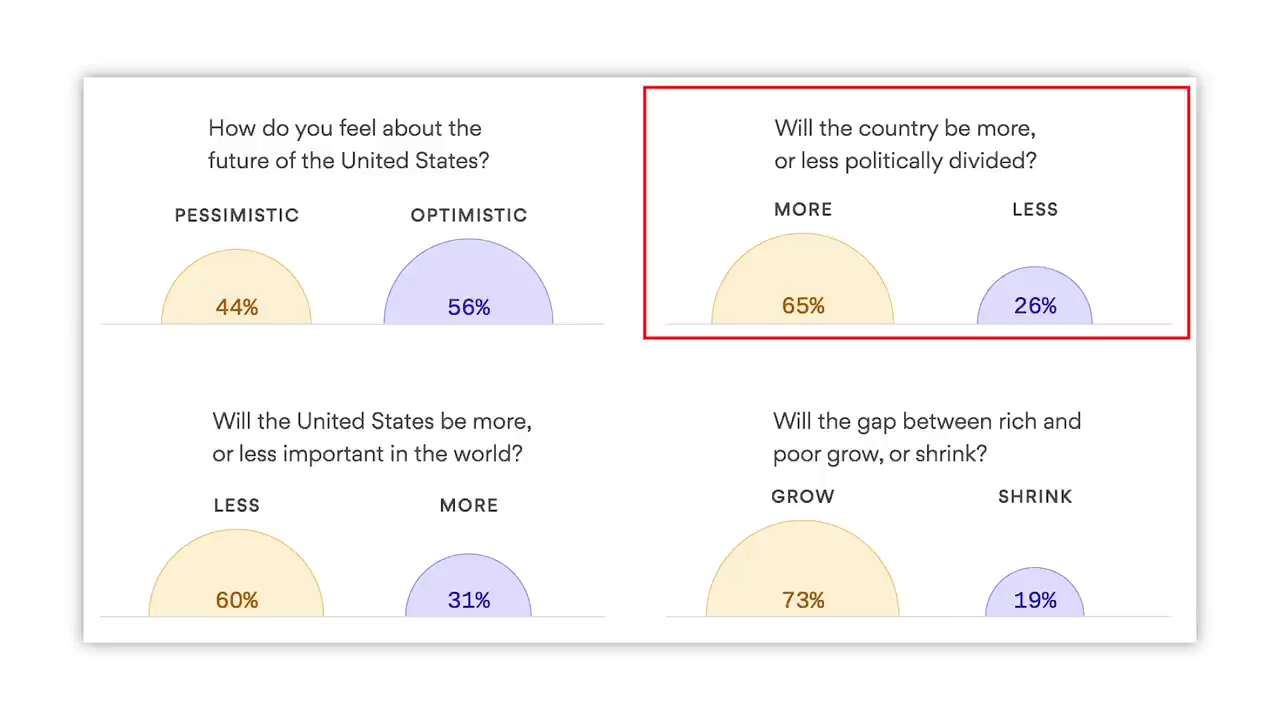 How do you feel about the
future of the United States?
PESSIMISTIC
OPTIMISTIC
44%
56%
Will the country be more,
or less politically divided?
MORE
LESS
65%
26%
Will the United States be more,
or less important in the world?
LESS
MORE
60%
31%
Will the gap between rich and
poor grow, or shrink?
GROW
SHRINK
73%
19%